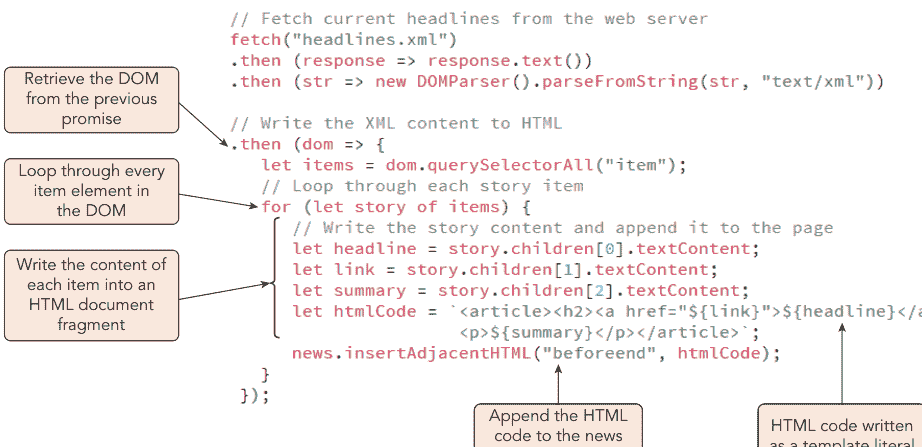 // Fetch current headlines from the web server
fetch("headlines.xml")
.then (response => response.text())
.then (str => new DOMParser().parseFromString(str, "text/xml"))
Retrieve the DOM
from the previous
promise
// Write the XML content to HTML
.then (dom => {
let items = dom.querySelectorAll("item");
Loop through every
item element in
the DOM
// Loop through each story item
for (let story of items) {
Write the content of
each item into an
HTML document
fragment
// Write the story content and append it to the page
let headline = story.children[0].textContent;
let link = story.children[1].textContent;
let summary = story.children[2].textContent;
let htmlCode = `<article><h2><a href="${link}">${headline}</a
<p>${summary}</p></article>`;
news.insertAdjacentHTML("beforeend", htmlCode);
}
});
Append the HTML
code to the news
HTML code written
as a template literal